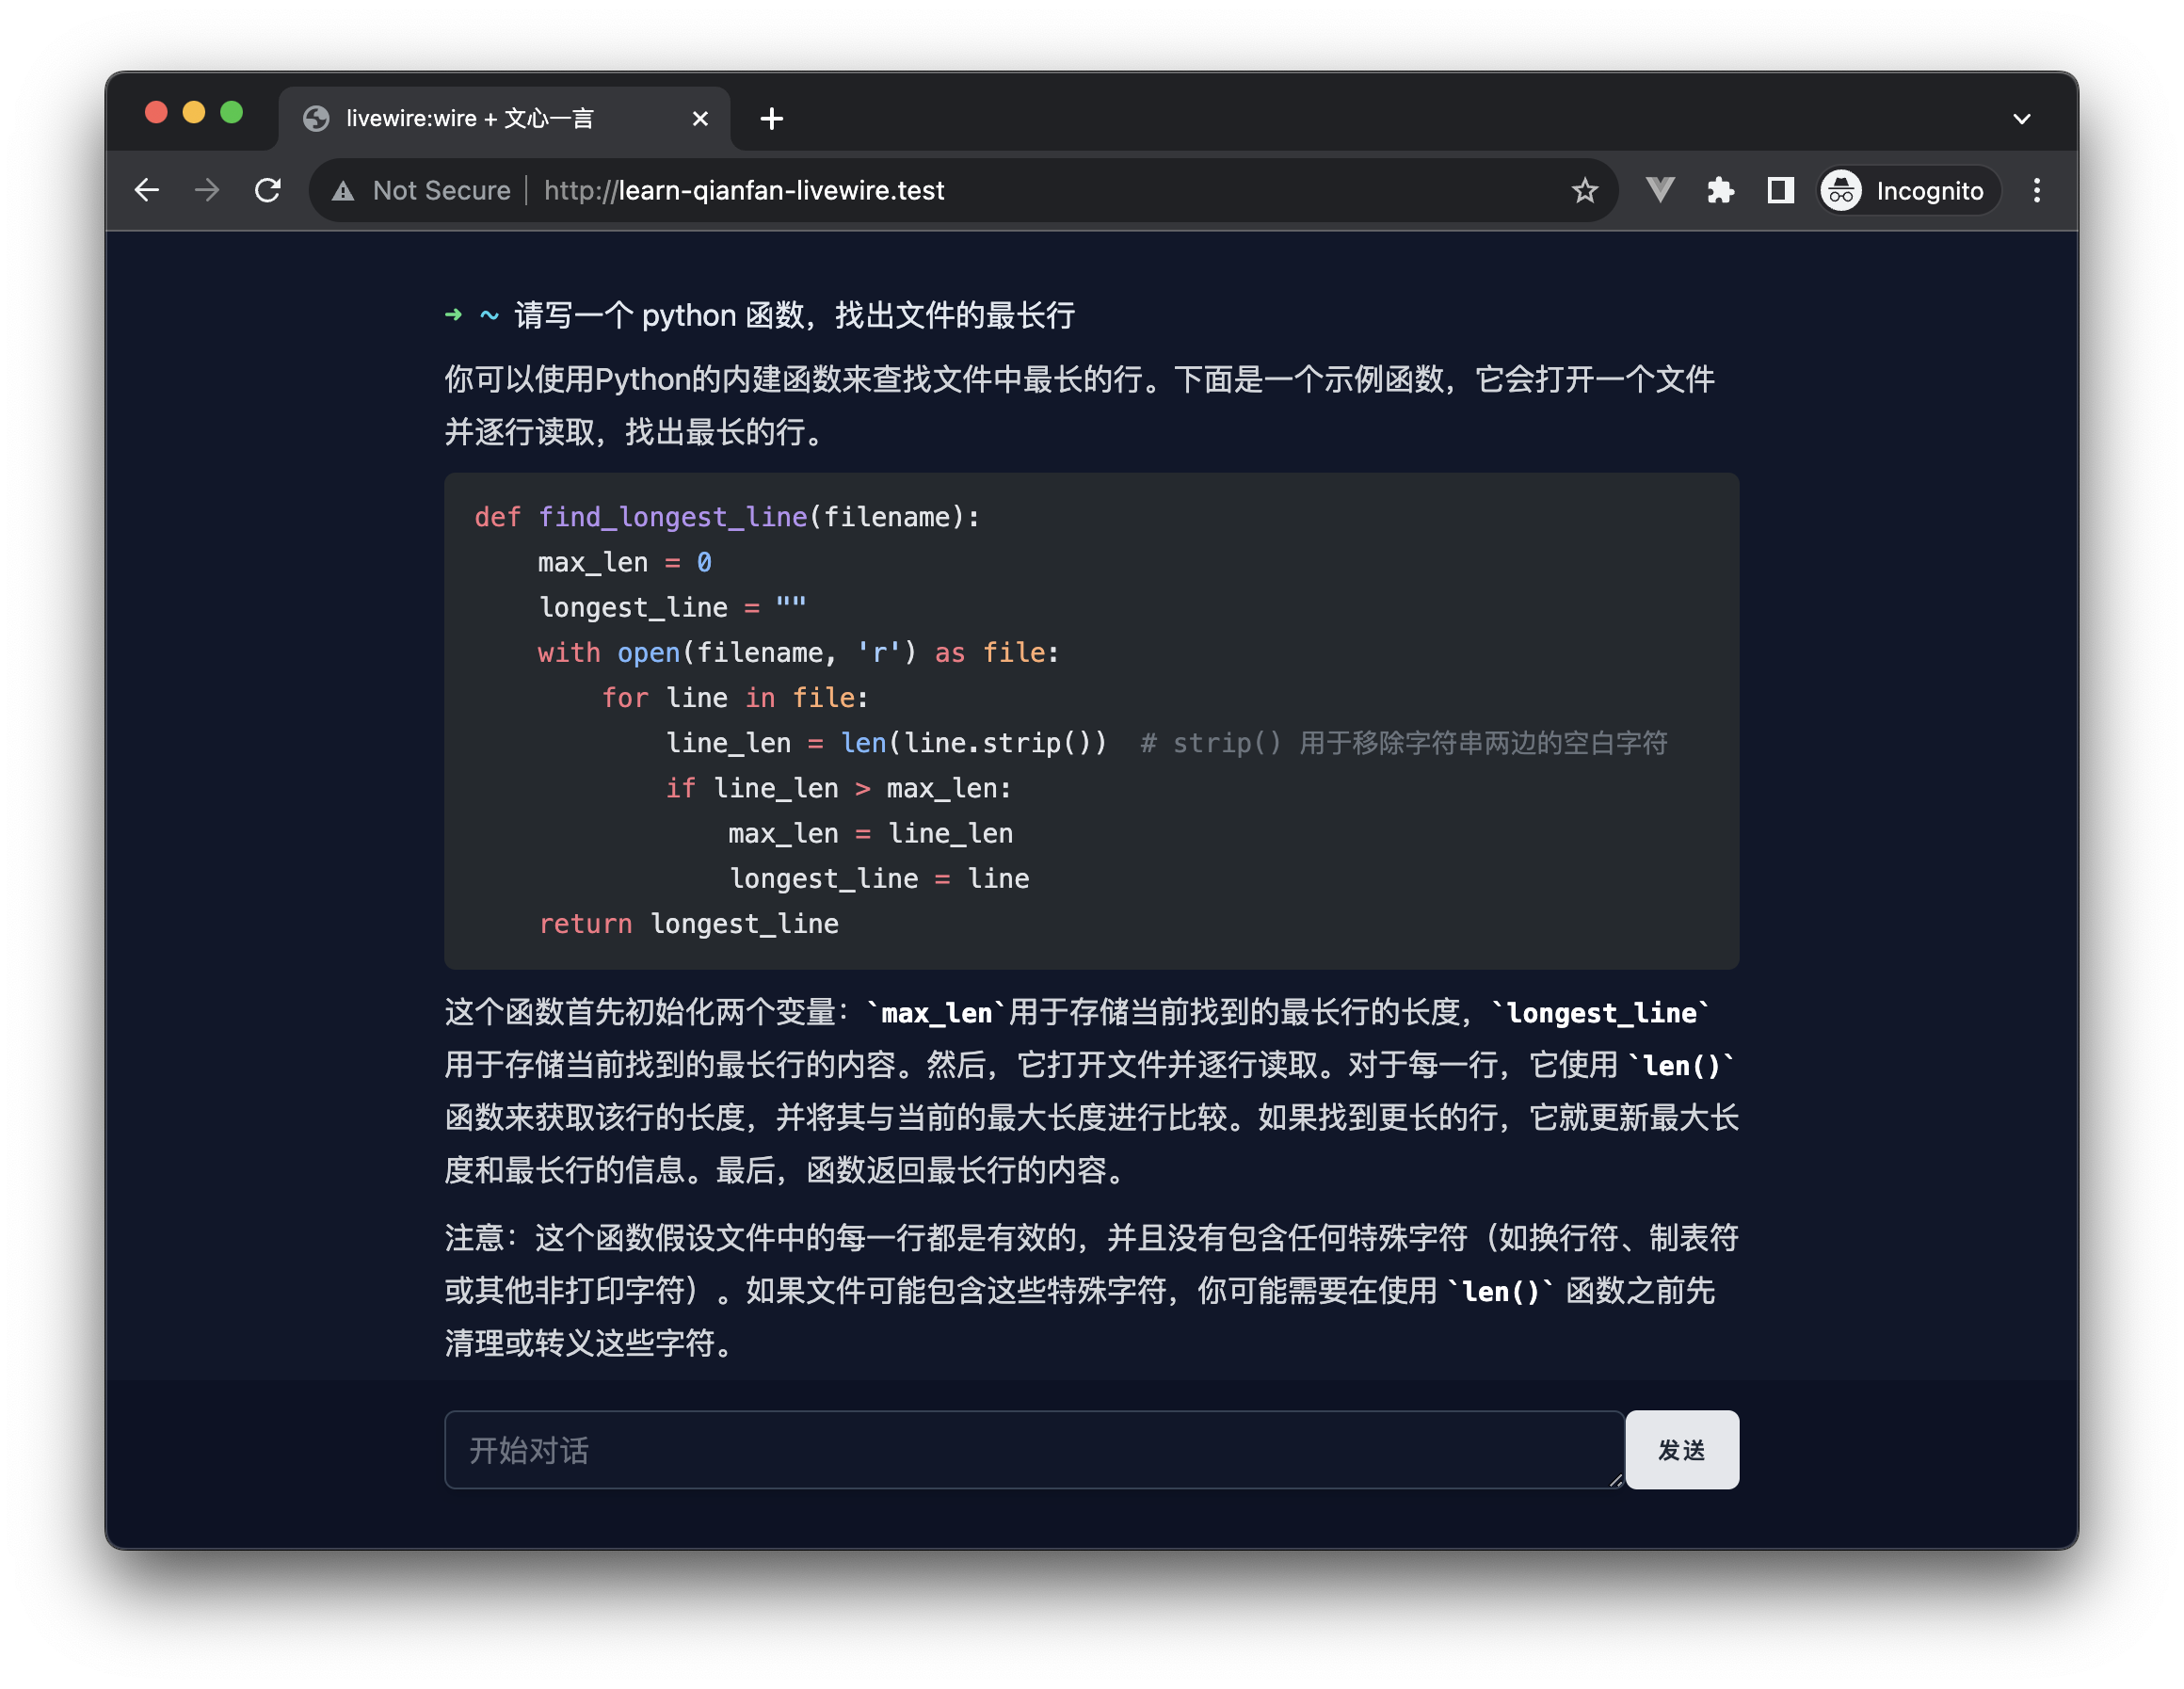 livewire:wire + 文心一言
Not Secure | http://learn-qianfan-livewire.test
Incognito
➜ ~ 请写一个 python 函数，找出文件的最长行
你可以使用Python的内建函数来查找文件中最长的行。下面是一个示例函数，它会打开一个文件
并逐行读取，找出最长的行。
def find_longest_line(filename):
    max_len = 0
    longest_line = ""
    with open(filename, 'r') as file:
        for line in file:
            line_len = len(line.strip())  # strip() 用于移除字符串两边的空白字符
            if line_len > max_len:
                max_len = line_len
                longest_line = line
    return longest_line
这个函数首先初始化两个变量：`max_len`用于存储当前找到的最长行的长度，`longest_line`
用于存储当前找到的最长行的内容。然后，它打开文件并逐行读取。对于每一行，它使用 `len()`
函数来获取该行的长度，并将其与当前的最大长度进行比较。如果找到更长的行，它就更新最大长
度和最长行的信息。最后，函数返回最长行的内容。
注意：这个函数假设文件中的每一行都是有效的，并且没有包含任何特殊字符（如换行符、制表符
或其他非打印字符）。如果文件可能包含这些特殊字符，你可能需要在使用 `len()` 函数之前先
清理或转义这些字符。
开始对话
发送